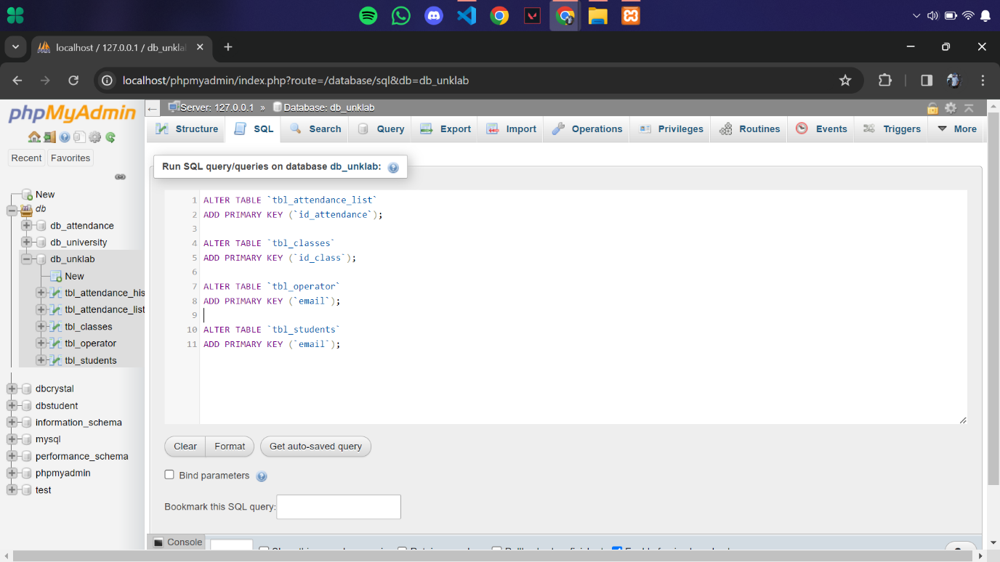 localhost / 127.0.0.1 / db_unkla
localhost/phpmyadmin/index.php?route=/database/sql&db=db_unklab
phpMyAdmin
Recent
Favorites
New
db
db_attendance
db_university
db_unklab
New
tbl_attendance_his
tbl_attendance_list
tbl_classes
tbl_operator
tbl_students
dbcrystal
dbstudent
information_schema
mysql
performance_schema
phpmyadmin
test
Server: 127.0.0.1 » Database: db_unklab
Structure SQL Search Query Export Import Operations Privileges Routines Events Triggers More
Run SQL query/queries on database db_unklab:
1 ALTER TABLE `tbl_attendance_list`
2 ADD PRIMARY KEY (`id_attendance`);
3
4 ALTER TABLE `tbl_classes`
5 ADD PRIMARY KEY (`id_class`);
6
7 ALTER TABLE `tbl_operator`
8 ADD PRIMARY KEY (`email`);
9
10 ALTER TABLE `tbl_students`
11 ADD PRIMARY KEY (`email`);
Clear Format Get auto-saved query
Bind parameters
Bookmark this SQL query:
Console